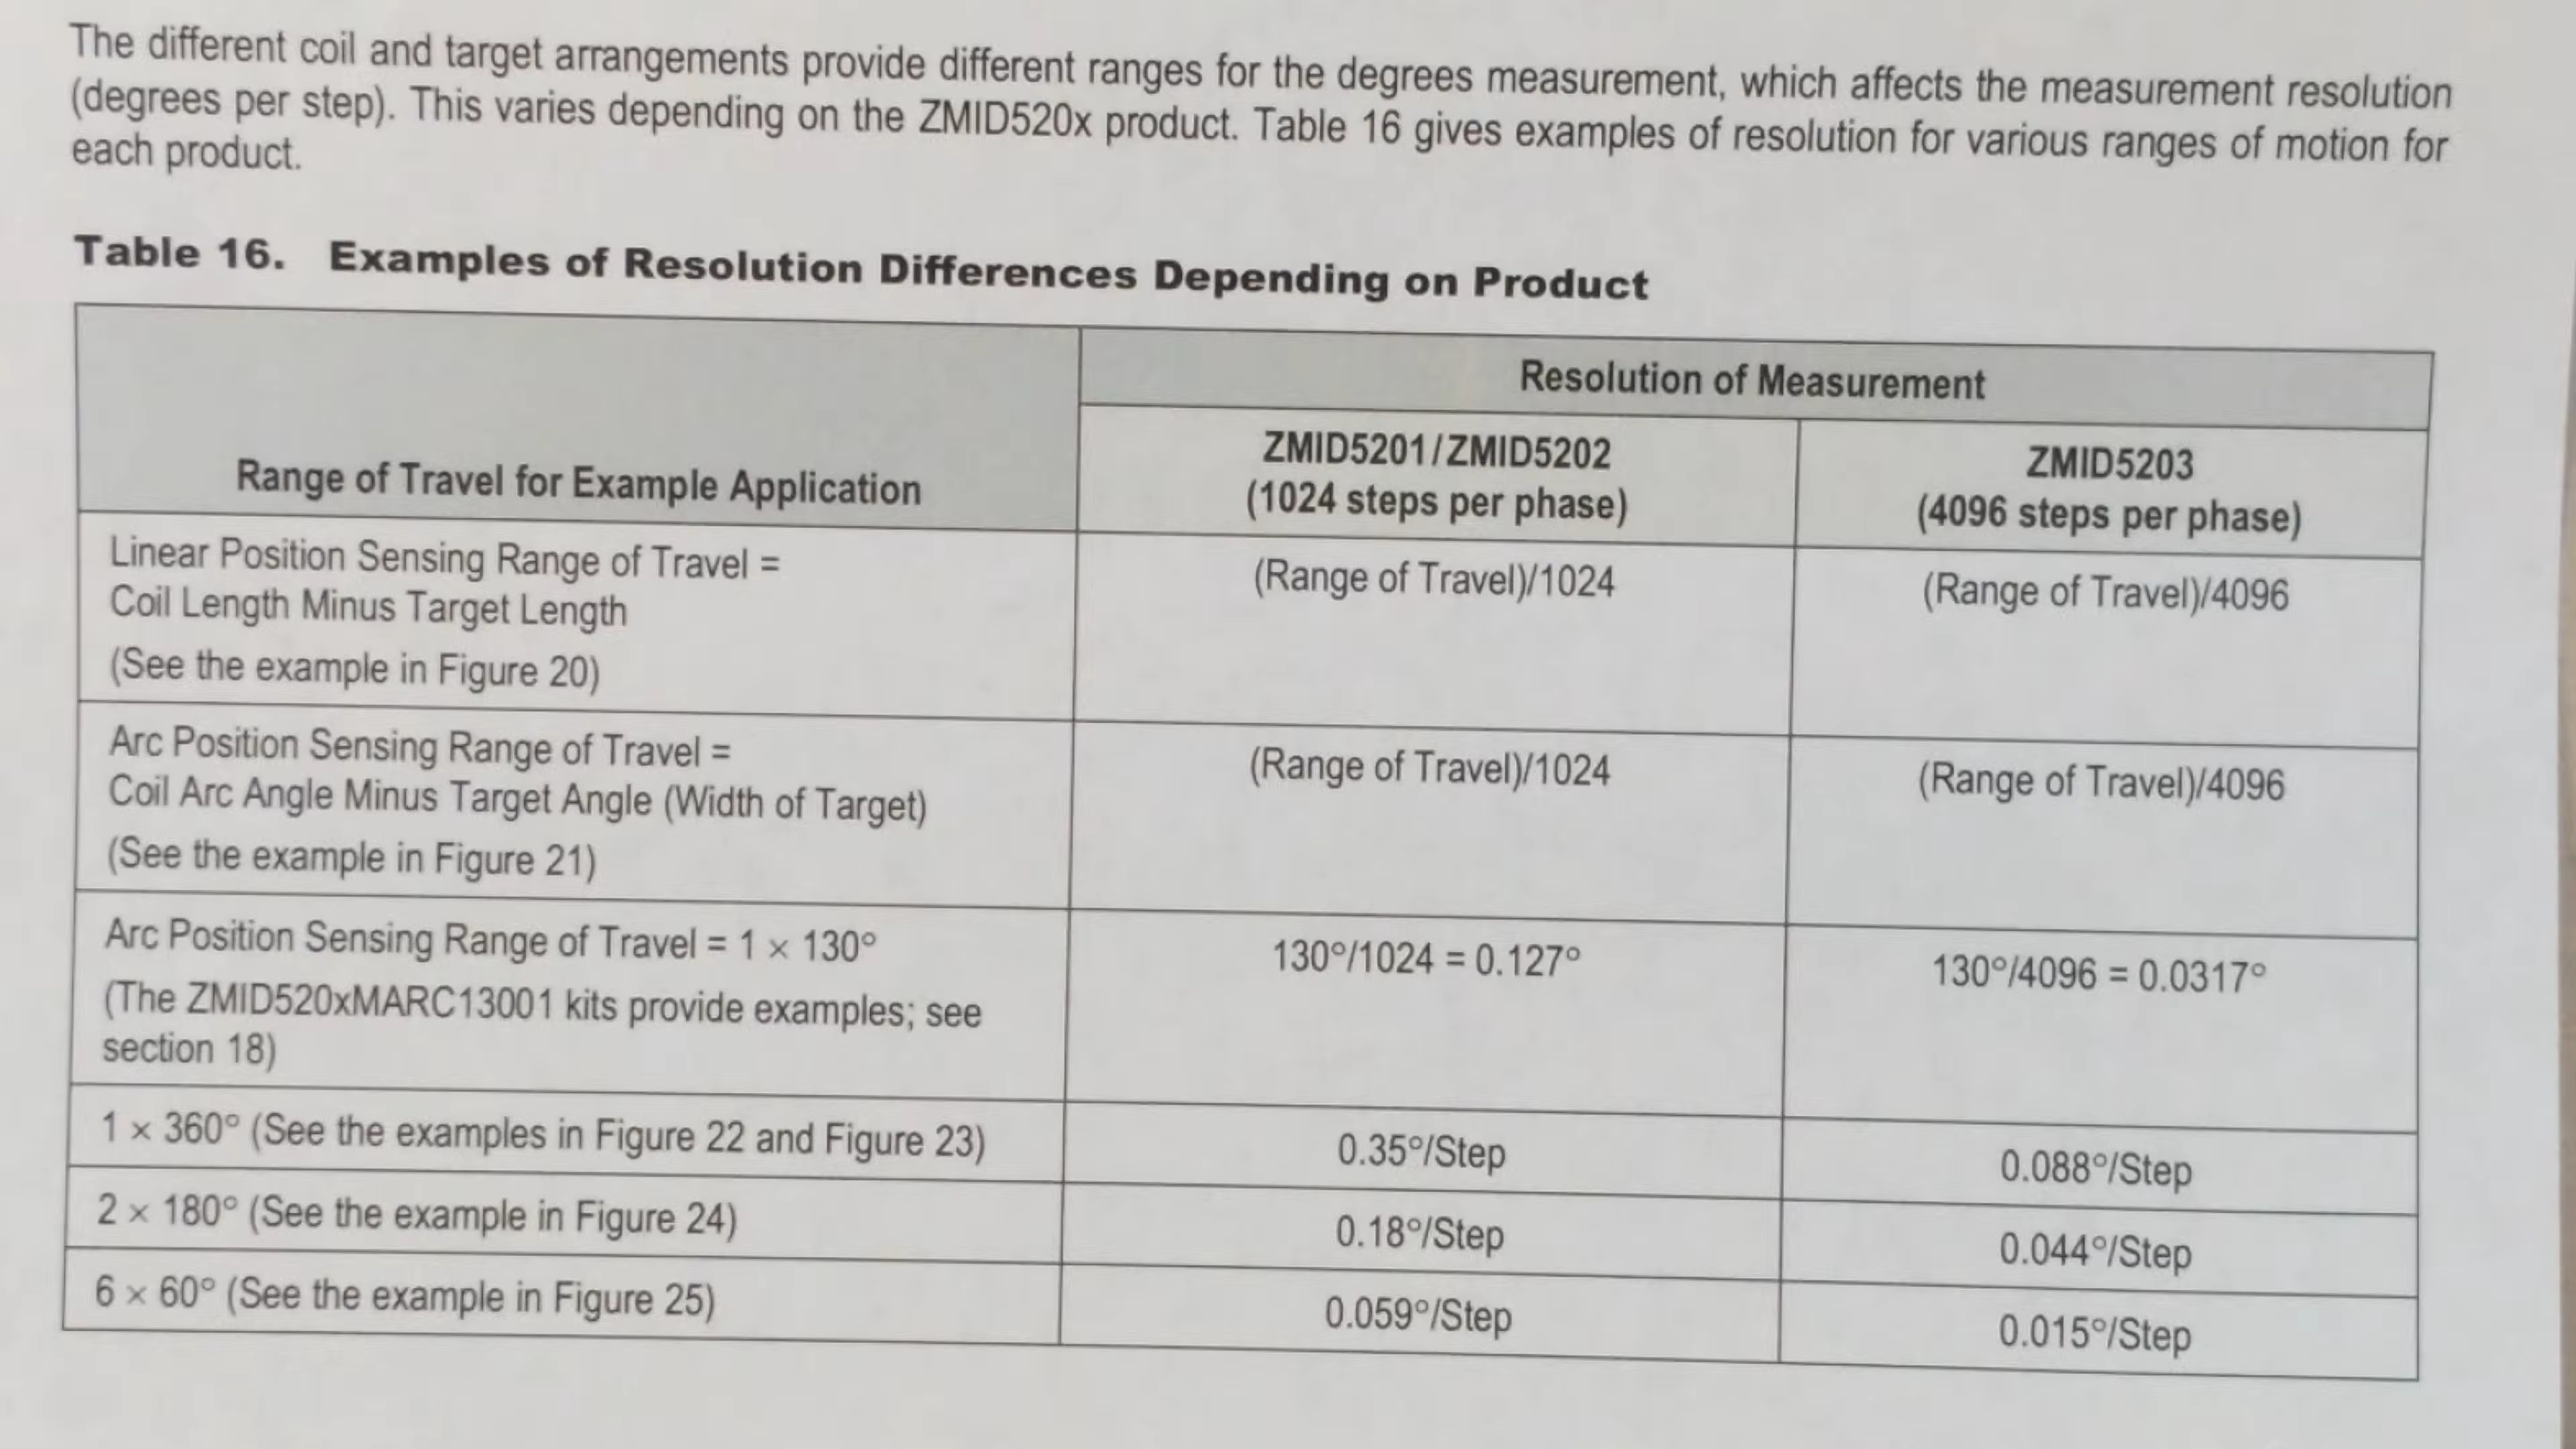 The different coil and target arrangements provide different ranges for the degrees measurement, which affects the measurement resolution
(degrees per step). This varies depending on the ZMID520x product. Table 16 gives examples of resolution for various ranges of motion for
each product.
Table 16. Examples of Resolution Differences Depending on Product
Range of Travel for Example Application
Resolution of Measurement
ZMID5201/ZMID5202
(1024 steps per phase)
ZMID5203
(4096 steps per phase)
Linear Position Sensing Range of Travel =
Coil Length Minus Target Length
(See the example in Figure 20)
(Range of Travel)/1024
(Range of Travel)/4096
Arc Position Sensing Range of Travel =
Coil Arc Angle Minus Target Angle (Width of Target)
(See the example in Figure 21)
(Range of Travel)/1024
(Range of Travel)/4096
Arc Position Sensing Range of Travel = 1 × 130°
(The ZMID520xMARC13001 kits provide examples; see
section 18)
130°/1024 = 0.127°
130°/4096 = 0.0317°
1 × 360° (See the examples in Figure 22 and Figure 23)
0.35°/Step
0.088°/Step
2 × 180° (See the example in Figure 24)
0.18°/Step
0.044°/Step
6 × 60° (See the example in Figure 25)
0.059°/Step
0.015°/Step